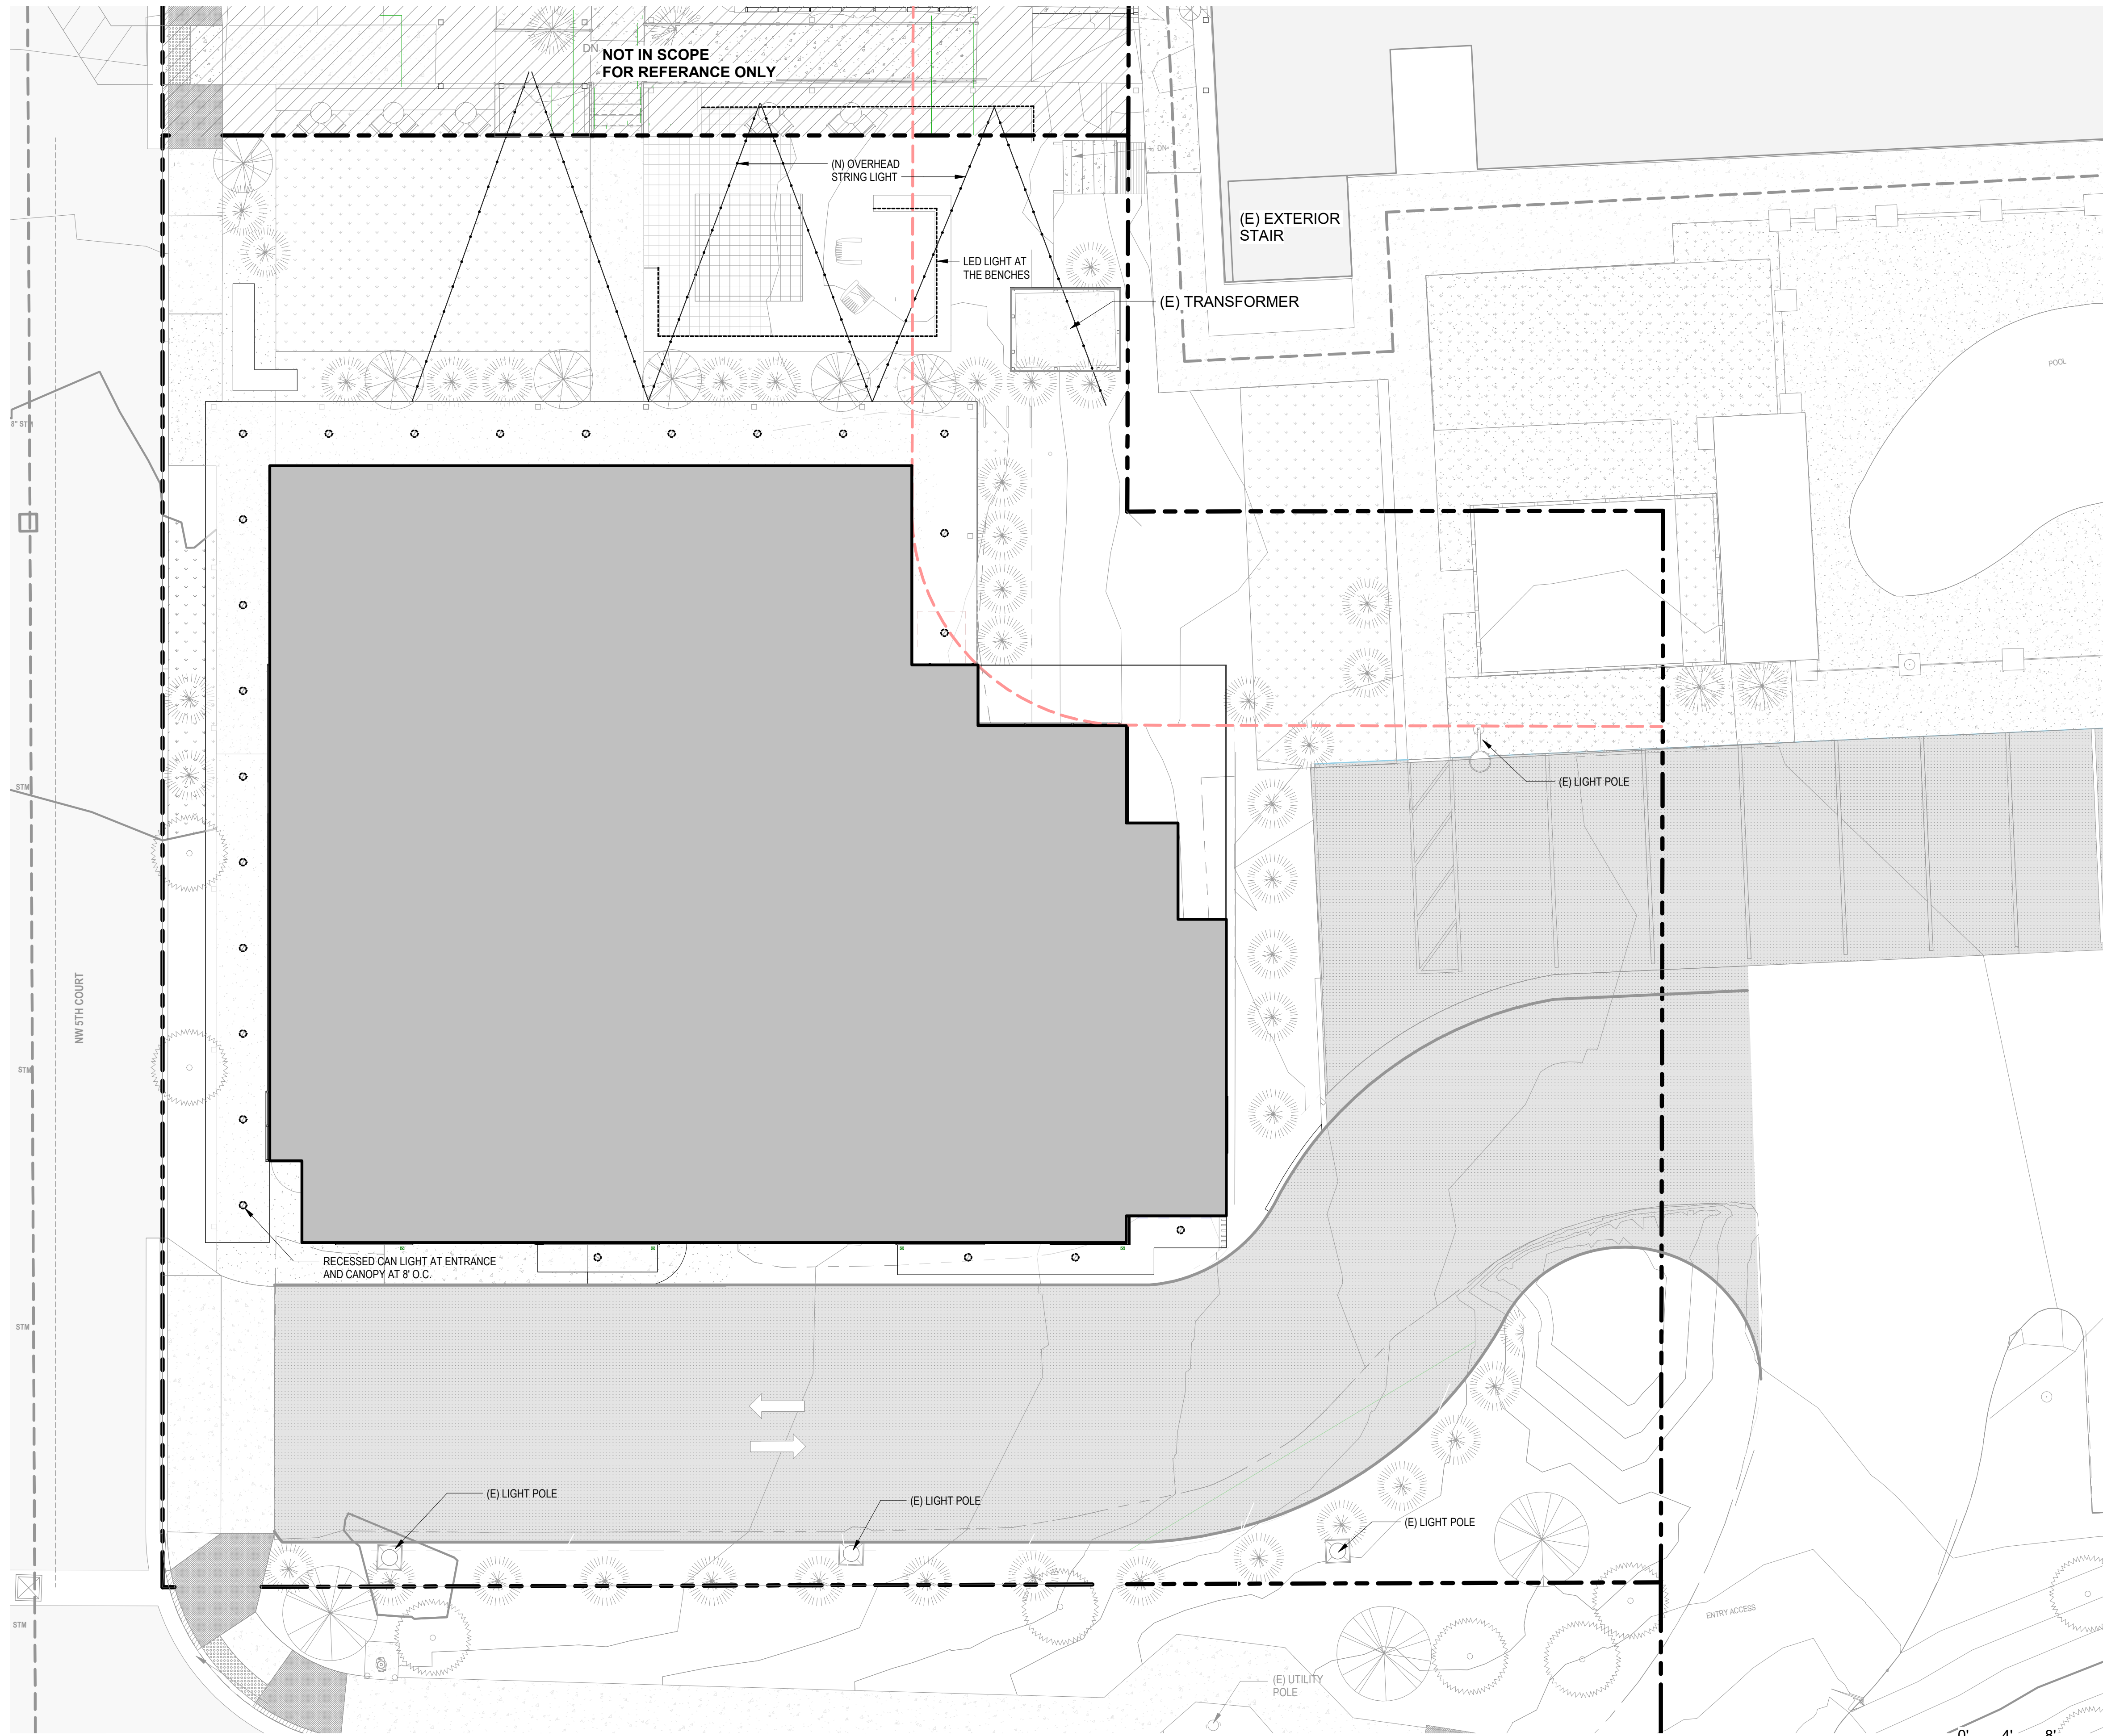 DN
NOT IN SCOPE
FOR REFERANCE ONLY
(N) OVERHEAD
STRING LIGHT
DN
(E) EXTERIOR
STAIR
LED LIGHT AT
THE BENCHES
(E) TRANSFORMER
POOL
8" STM
STM
(E) LIGHT POLE
NW 5TH COURT
STM
RECESSED CAN LIGHT AT ENTRANCE
AND CANOPY AT 8' O.C.
STM
(E) LIGHT POLE
(E) LIGHT POLE
(E) LIGHT POLE
STM
ENTRY ACCESS
(E) UTILITY
POLE
0' 4' 8'